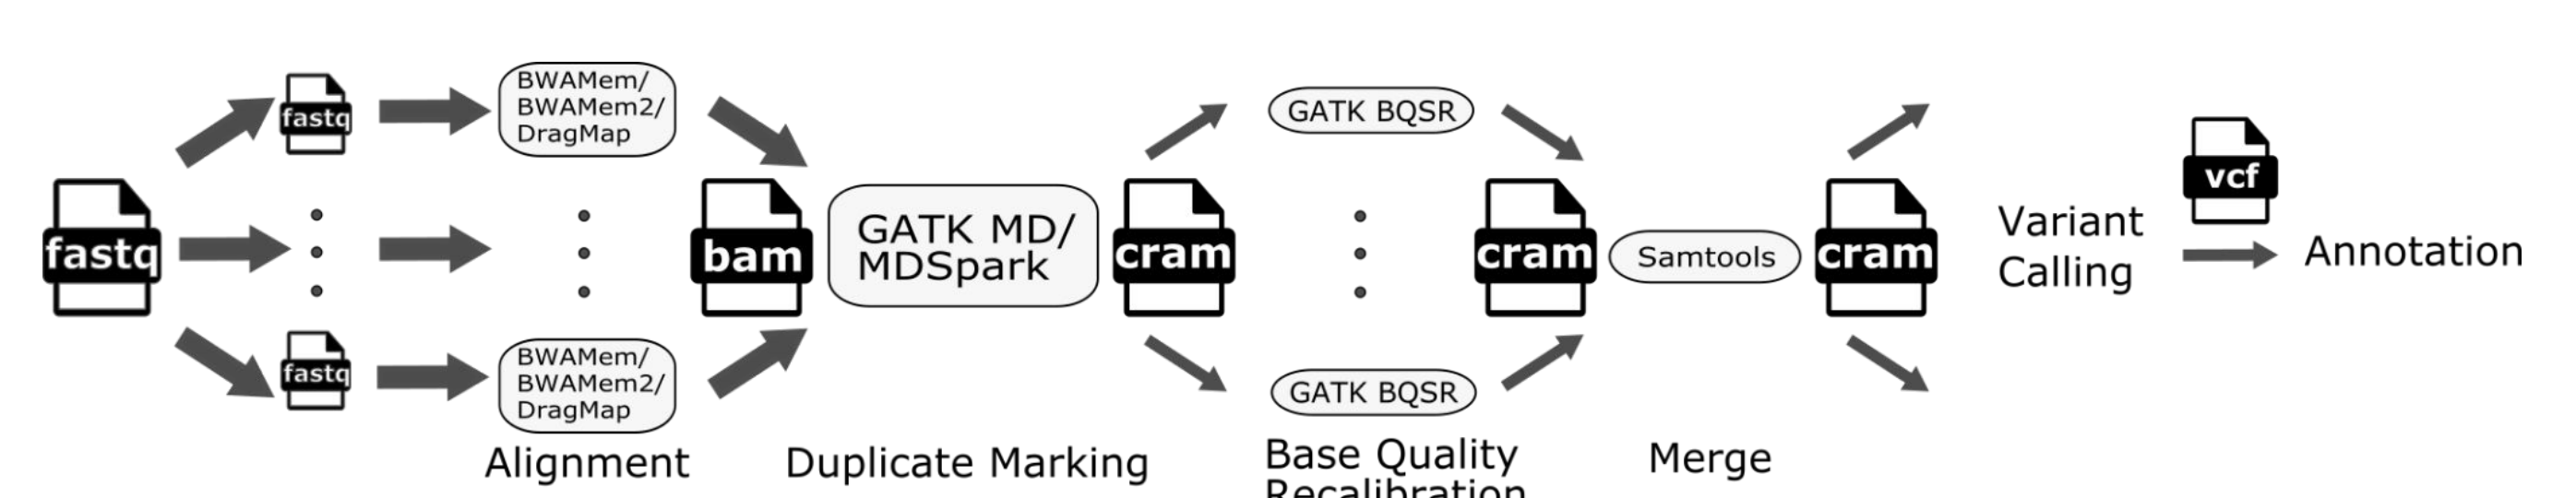 fastq
fastq
fastq
BWAMem/
BWAMem2/
DragMap
BWAMem/
BWAMem2/
DragMap
Alignment
bam
GATK MD/
MDSpark
Duplicate Marking
cram
GATK BQSR
GATK BQSR
Base Quality
Recalibration
cram
Samtools
Merge
cram
Variant
Calling
vcf
Annotation